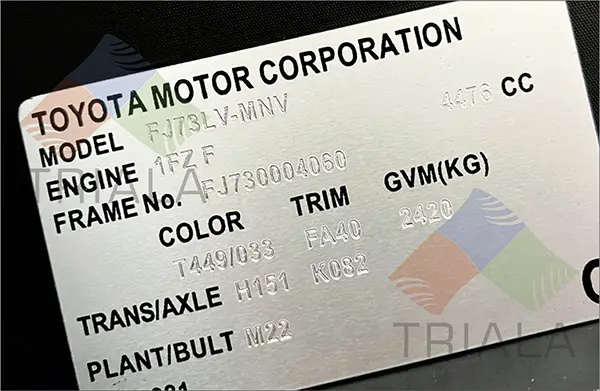 TOYOTA MOTOR CORPORATION
MODEL FJ73LV-MNV 4476 CC
ENGINE 1FZ F
FRAME No. FJ730004060
COLOR TRIM GVM(KG)
T449/033 FA40 2420
TRANS/AXLE H151 K082
PLANT/BULT M22
TRIALA
TRIALA